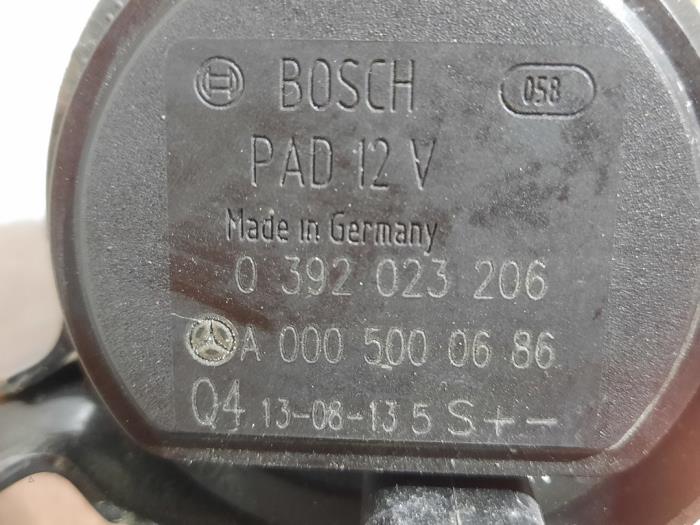 BOSCH 058
PAD 12 V
Made in Germany
0 392 023 206
A 000 500 06 86
Q4 13-08-13 5 S + -